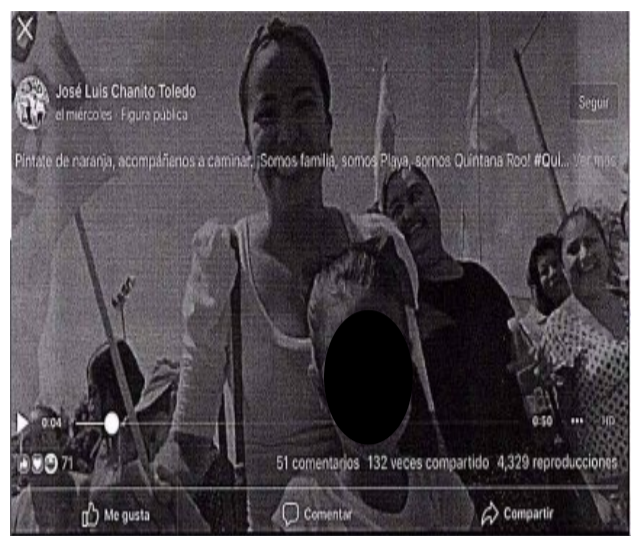 José Luis Chanito Toledo
el miércoles · Figura pública
Seguir
Píntate de naranja, acompáñanos a caminar, ¡Somos familia, somos Playa, somos Quintana Roo! #Qui... Ver más
0:04
0:50
HD
71
51 comentarios 132 veces compartido 4,329 reproducciones
Me gusta
Comentar
Compartir